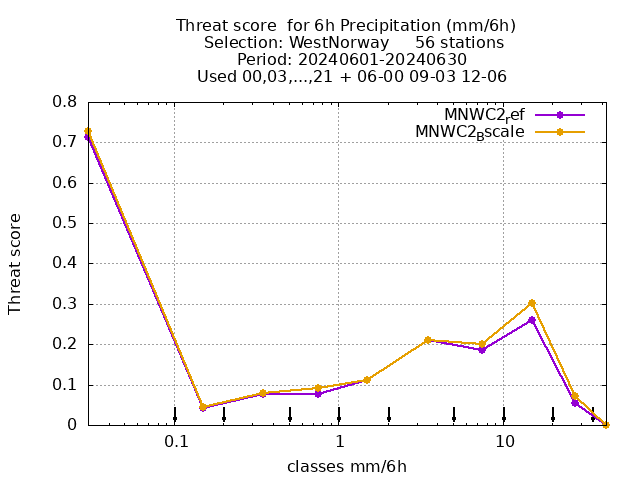 Threat score  for 6h Precipitation (mm/6h)
Selection: WestNorway     56 stations
Period: 20240601-20240630
Used 00,03,...,21 + 06-00 09-03 12-06
MNWC2ref
MNWC2Bscale
0.8
0.7
0.6
0.5
0.4
0.3
0.2
0.1
0
Threat score
0.1 1 10
classes mm/6h